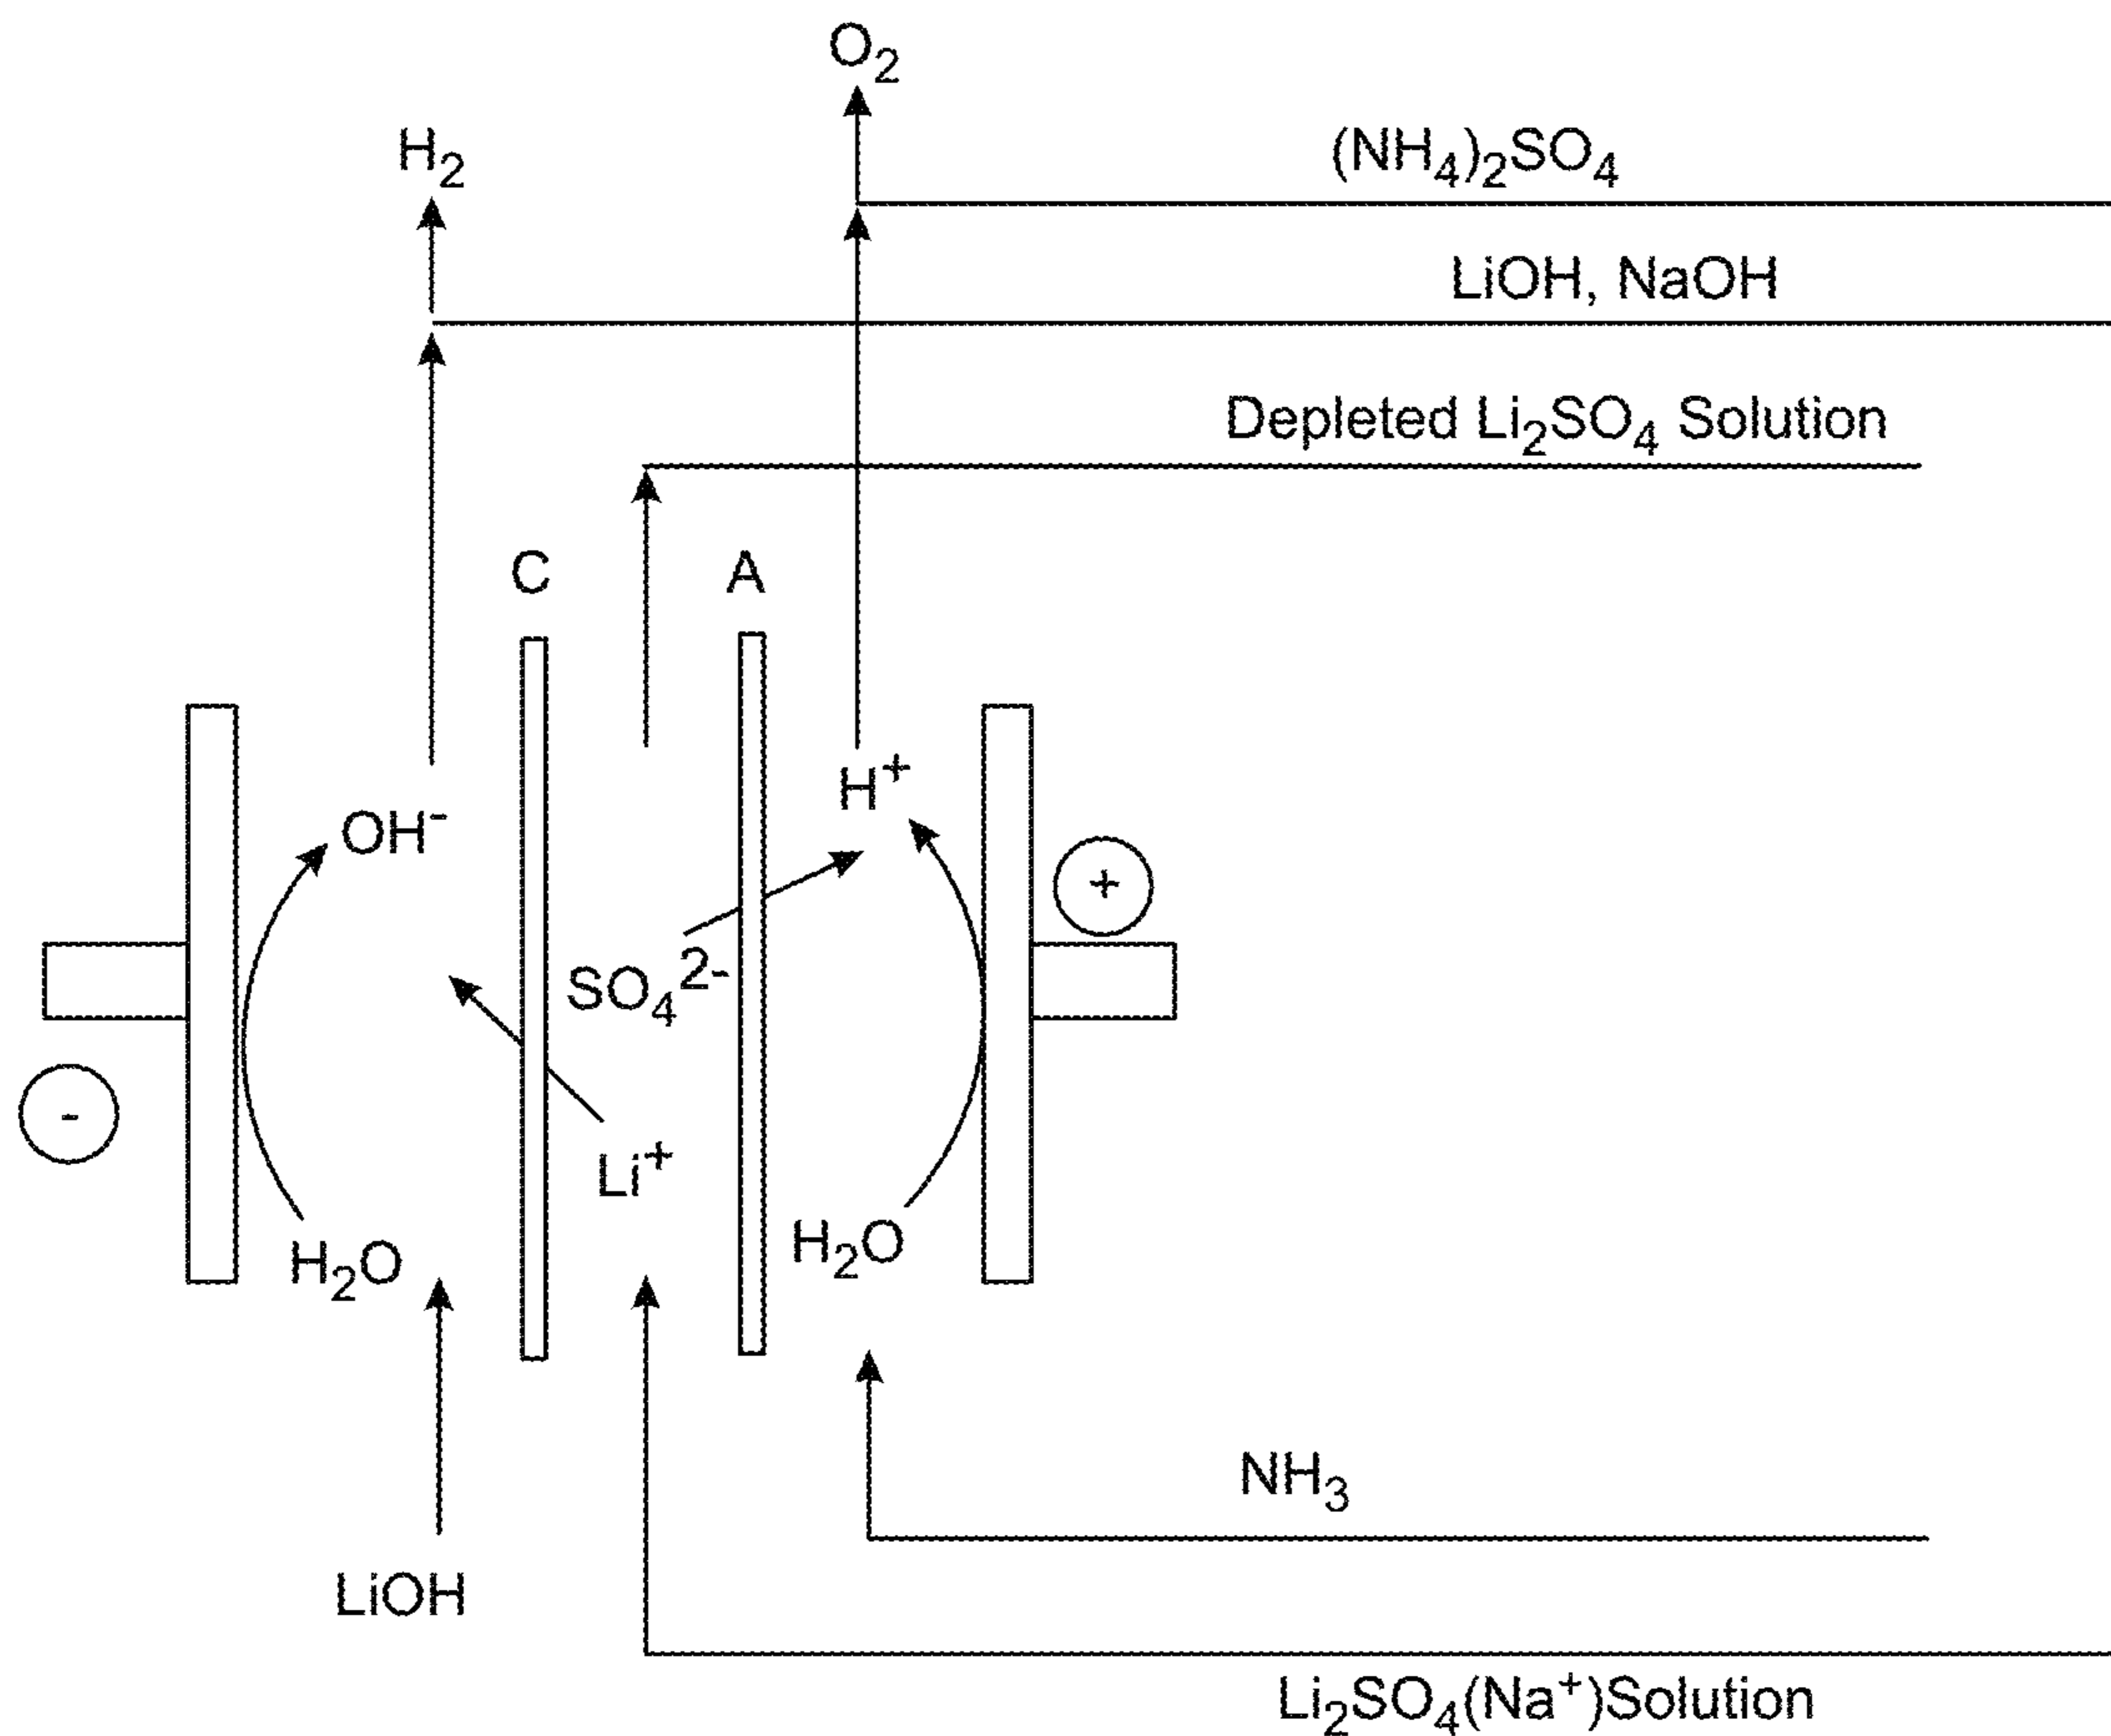 O₂
H₂
(NH₄)₂SO₄
LiOH, NaOH
Depleted Li₂SO₄ Solution
C
A
H⁺
OH⁻
+
SO₄²⁻
-
Li⁺
H₂O
H₂O
NH₃
LiOH
Li₂SO₄(Na⁺)Solution